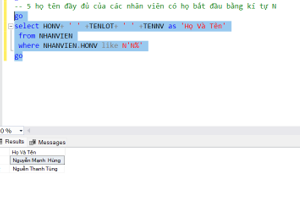 -- 5 họ tên đầy đủ của các nhân viên có họ bắt đầu bằng kí tự N
go
select HONV+ ' ' +TENLOT+ ' ' +TENNV as 'Họ Và Tên'
from NHANVIEN
where NHANVIEN.HONV like N'N%'
go
0 %
Results Messages
Họ Và Tên
Nguyễn Mạnh Hùng
Nguyễn Thanh Tùng